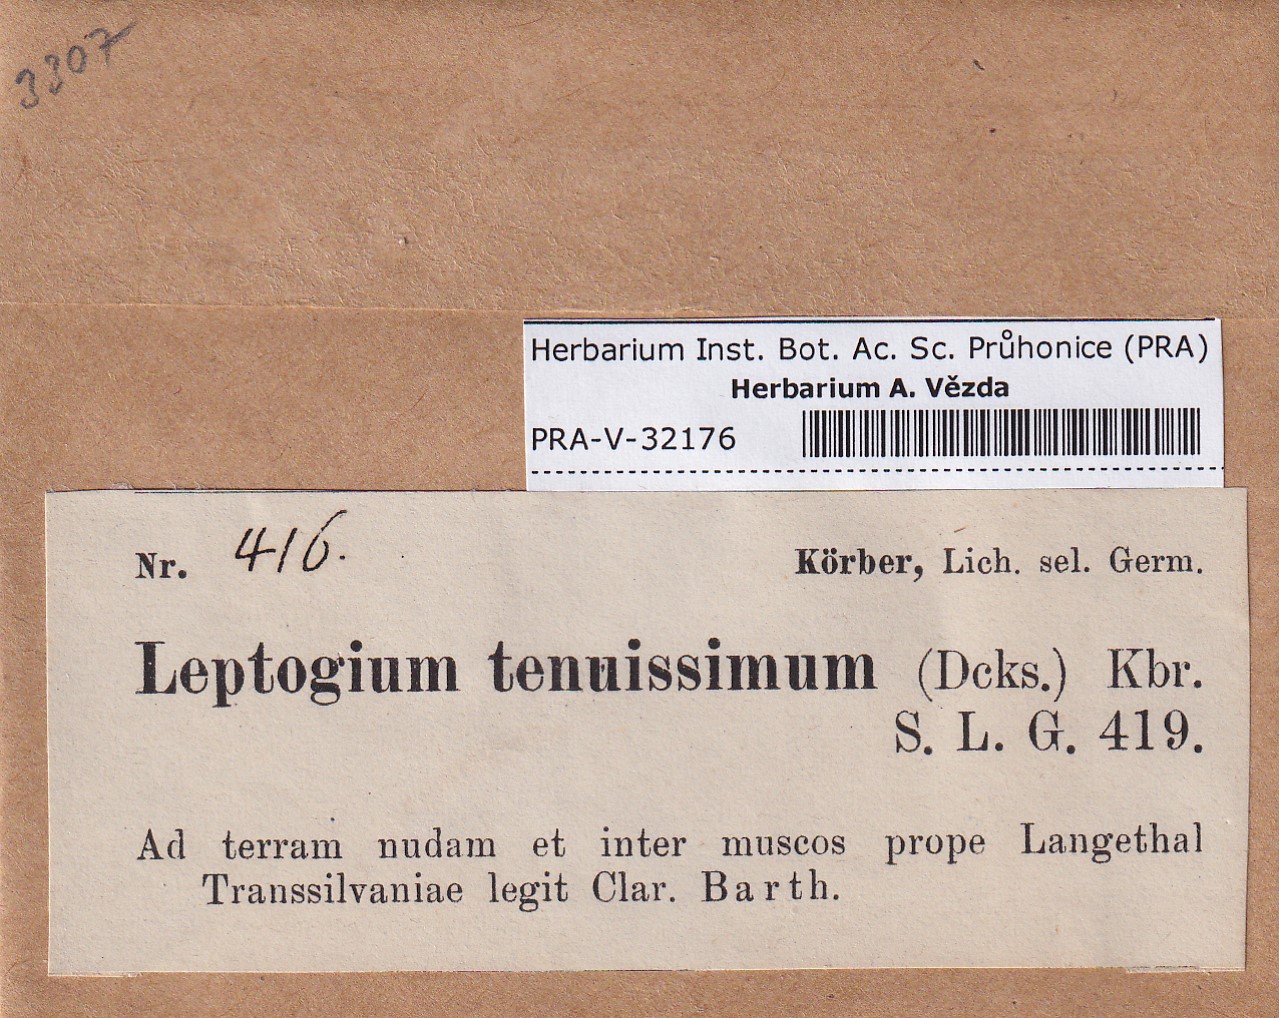 3307
Herbarium Inst. Bot. Ac. Sc. Průhonice (PRA)
Herbarium A. Vězda
PRA-V-32176
Nr. 416. Körber, Lich. sel. Germ.
Leptogium tenuissimum (Dcks.) Kbr.
S. L. G. 419.
Ad terram nudam et inter muscos prope Langethal
Transsilvaniae legit Clar. Barth.